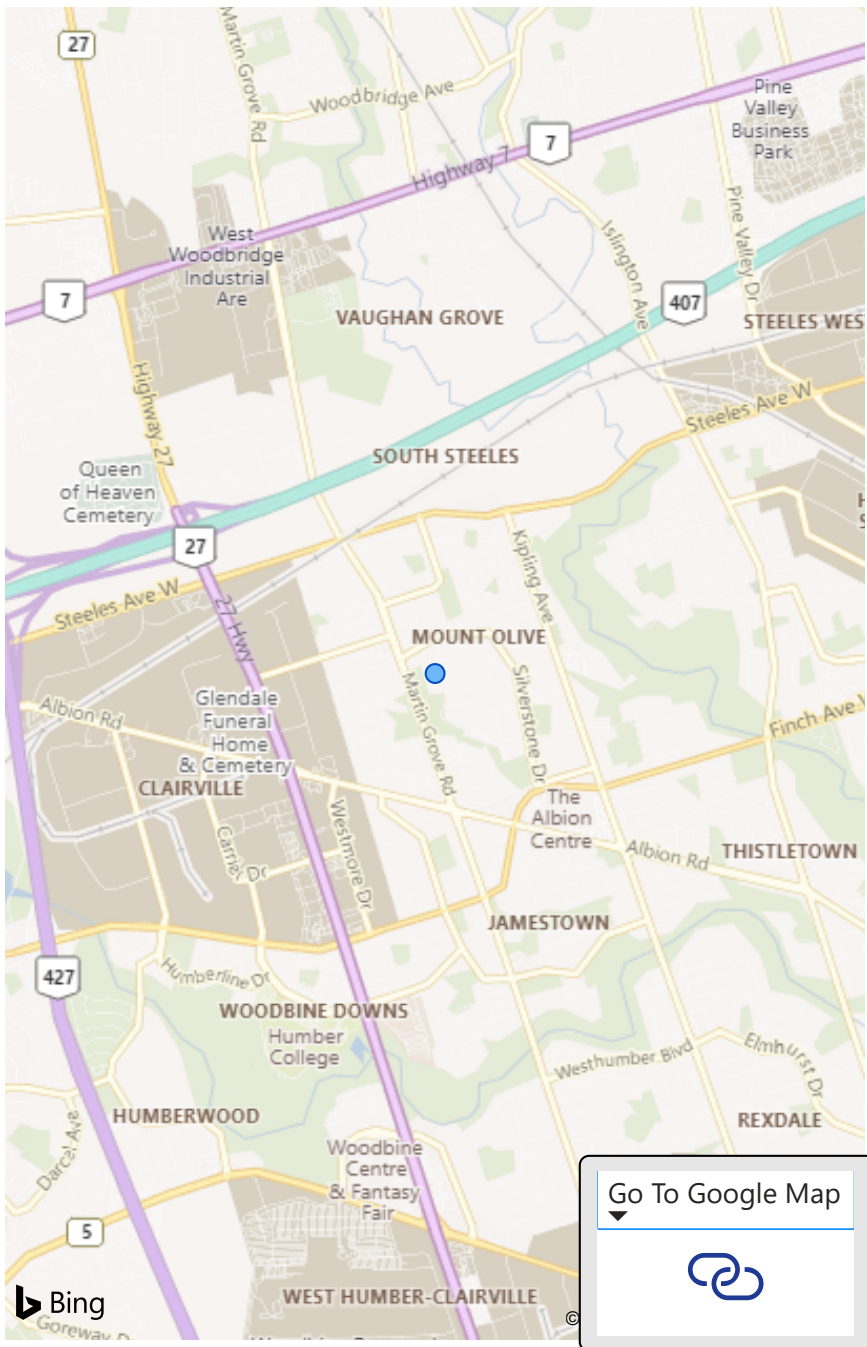 27
Martin Grove Rd
Woodbridge Ave
Pine
Valley
Business
Park
7
Highway 7
Pine Valley Dr
Islington Ave
West
Woodbridge
Industrial
Are
7
407
VAUGHAN GROVE
STEELES WES
Highway 27
Steeles Ave W
SOUTH STEELES
Queen
of Heaven
Cemetery
H
S
27
Kipling Ave
Steeles Ave W
27 Hwy
MOUNT OLIVE
Silverstone Dr
Martin Grove Rd
Glendale
Funeral
Home
& Cemetery
Albion Rd
Finch Ave W
CLAIRVILLE
The
Albion
Centre
Westmore Dr
Carrier Dr
Albion Rd
THISTLETOWN
JAMESTOWN
427
Humberline Dr
WOODBINE DOWNS
Humber
College
Westhumber Blvd
Elmhurst Dr
HUMBERWOOD
REXDALE
Darcel Ave
Woodbine
Centre
& Fantasy
Fair
5
Go To Google Map
WEST HUMBER-CLAIRVILLE
Bing
©
Goreway D